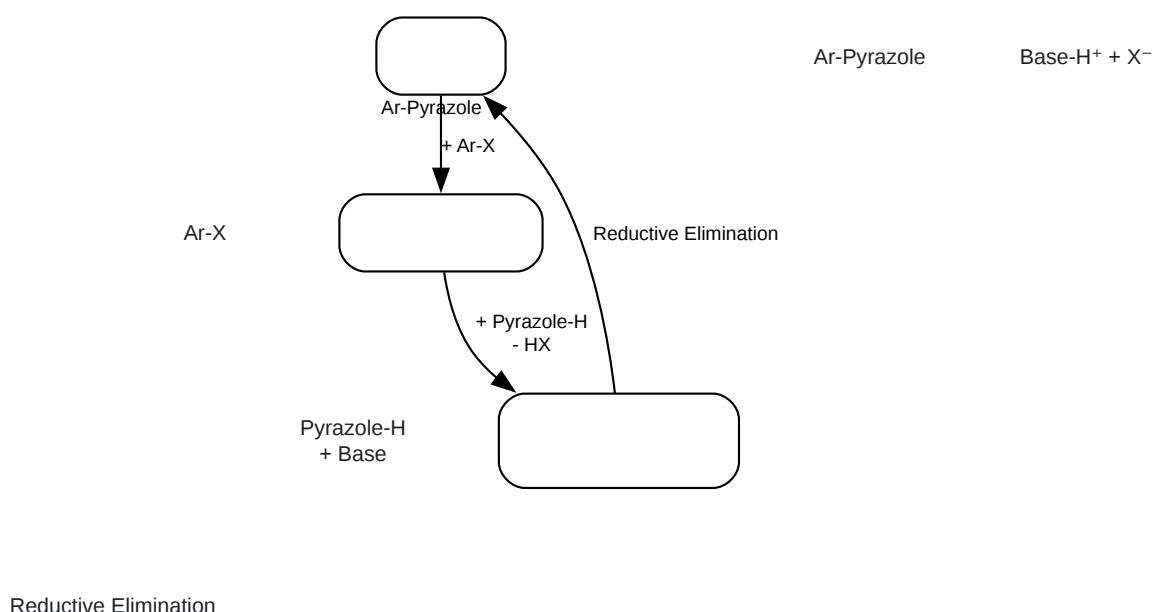 Ar-Pyrazole
Base-H⁺ + X⁻
Ar-Pyrazole
+ Ar-X
Ar-X
Reductive Elimination
+ Pyrazole-H
- HX
Pyrazole-H
+ Base
Reductive Elimination